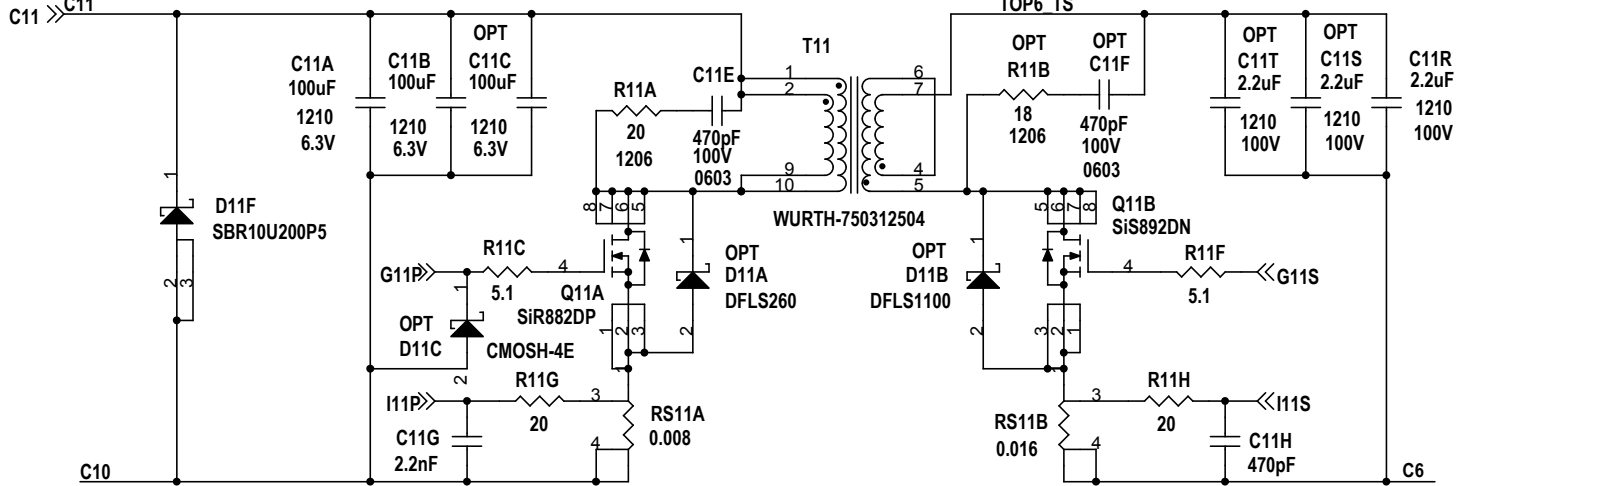 C11
C11
C11A
100uF
1210
6.3V
C11B
100uF
1210
6.3V
OPT
C11C
100uF
1210
6.3V
R11A
20
1206
C11E
470pF
100V
0603
T11
1
2
9
10
6
7
4
5
WURTH-750312504
TOP6_TS
OPT
R11B
18
1206
OPT
C11F
470pF
100V
0603
OPT
C11T
2.2uF
1210
100V
OPT
C11S
2.2uF
1210
100V
C11R
2.2uF
1210
100V
1
D11F
SBR10U200P5
2
3
G11P
R11C
5.1
4
8
7
6
5
Q11A
SiR882DP
1
2
3
1
OPT
D11A
DFLS260
2
1
OPT
D11C
CMOSH-4E
2
1
OPT
D11B
DFLS1100
2
5
6
7
8
Q11B
SiS892DN
4
R11F
5.1
G11S
3
2
1
I11P
R11G
20
3
1
RS11A
0.008
4
C11G
2.2nF
1
RS11B
0.016
3
4
R11H
20
I11S
C11H
470pF
C10
C6